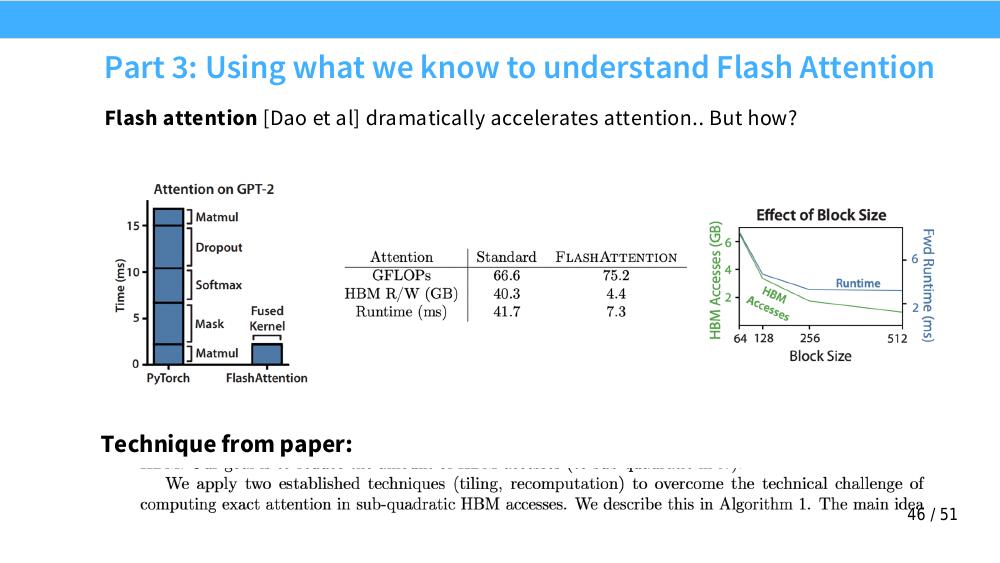 Part 3: Using what we know to understand Flash Attention
Flash attention [Dao et al] dramatically accelerates attention.. But how?
Attention on GPT-2
Time (ms)
15
10
5
0
Matmul
Dropout
Softmax
Mask
Matmul
Fused
Kernel
PyTorch
FlashAttention
Attention Standard FLASHATTENTION
GFLOPs 66.6 75.2
HBM R/W (GB) 40.3 4.4
Runtime (ms) 41.7 7.3
Effect of Block Size
HBM Accesses (GB)
6
4
2
Runtime
HBM
Accesses
6
2
Fwd Runtime (ms)
64 128 256 512
Block Size
Technique from paper:
We apply two established techniques (tiling, recomputation) to overcome the technical challenge of
computing exact attention in sub-quadratic HBM accesses. We describe this in Algorithm 1. The main idea
46 / 51